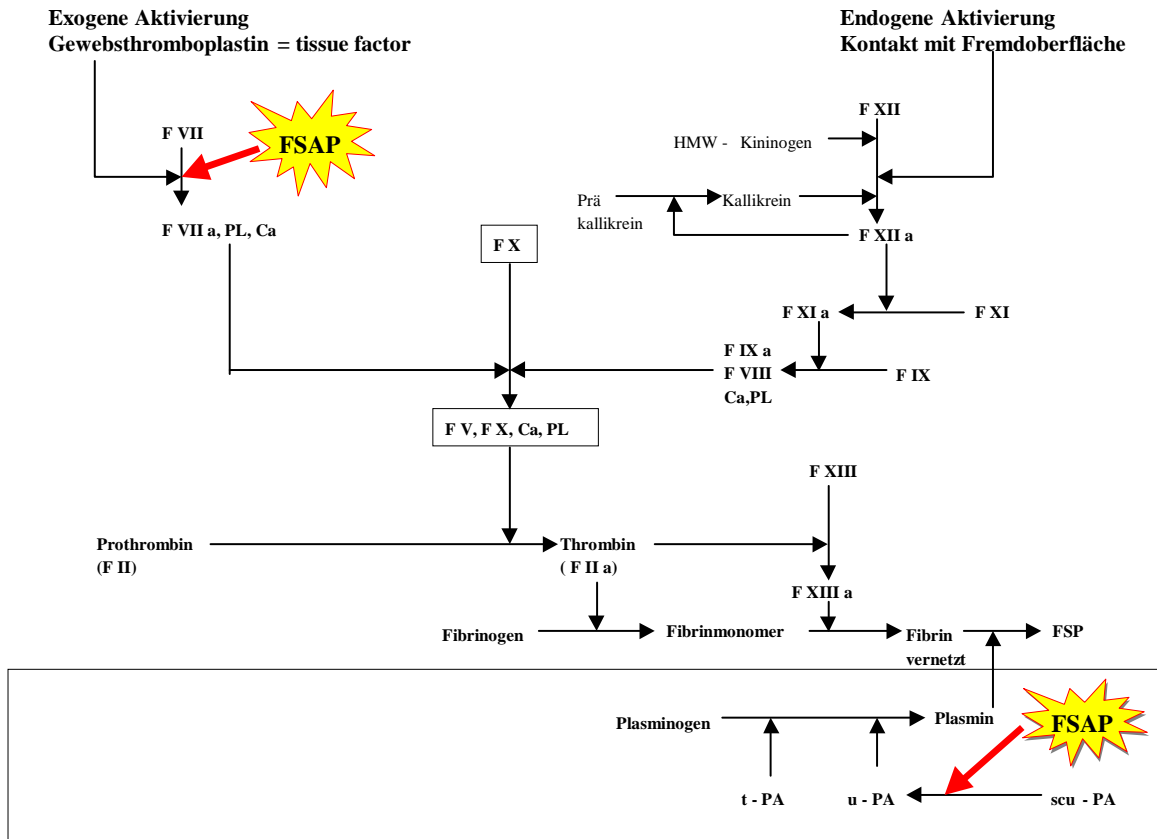 Exogene Aktivierung
Gewebsthromboplastin = tissue factor
Endogene Aktivierung
Kontakt mit Fremdoberfläche
F VII
FSAP
F XII
HMW - Kininogen
Prä
kallikrein
Kallikrein
F VII a, PL, Ca
F X
F XII a
F XI a
F XI
F IX a
F VIII
Ca,PL
F IX
F V, F X, Ca, PL
F XIII
Prothrombin
(F II)
Thrombin
( F II a)
F XIII a
Fibrinogen
Fibrinmonomer
Fibrin
vernetzt
FSP
Plasminogen
Plasmin
FSAP
t - PA
u - PA
scu - PA